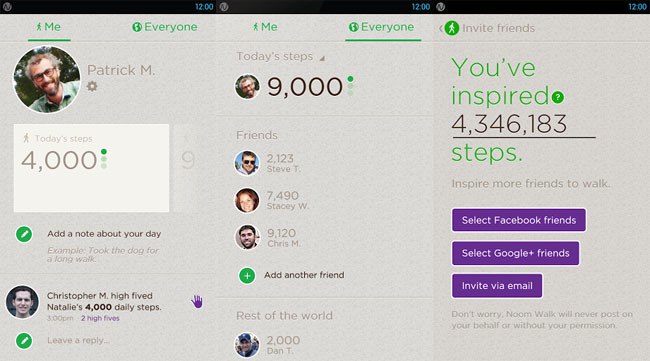 12:00
Me
Everyone
Patrick M.
Today's steps
4,000
9
Add a note about your day
Example: Took the dog for
a long walk.
Christopher M. high fived
Natalie's 4,000 daily steps.
3:00pm · 2 high fives
Leave a reply...
12:00
Me
Everyone
Today's steps
9,000
Friends
2,123
Steve T.
7,490
Stacey W.
9,120
Chris M.
Add another friend
Rest of the world
2,000
Dan T.
12:00
Invite friends
You've
inspired ?
4,346,183
steps.
Inspire more friends to walk.
Select Facebook friends
Select Google+ friends
Invite via email
Don't worry, Noom Walk will never post on
your behalf or without your permission.